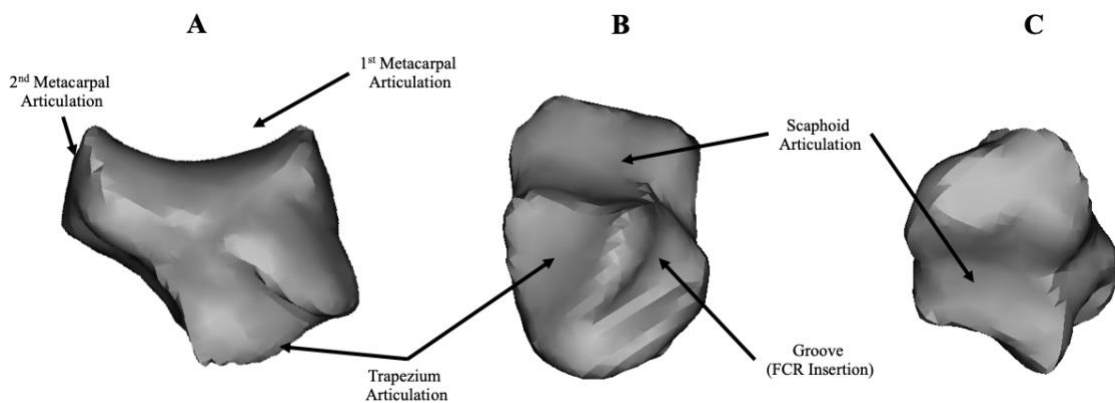 A
B
C
1st Metacarpal
Articulation
2nd Metacarpal
Articulation
Scaphoid
Articulation
Trapezium
Articulation
Groove
(FCR Insertion)